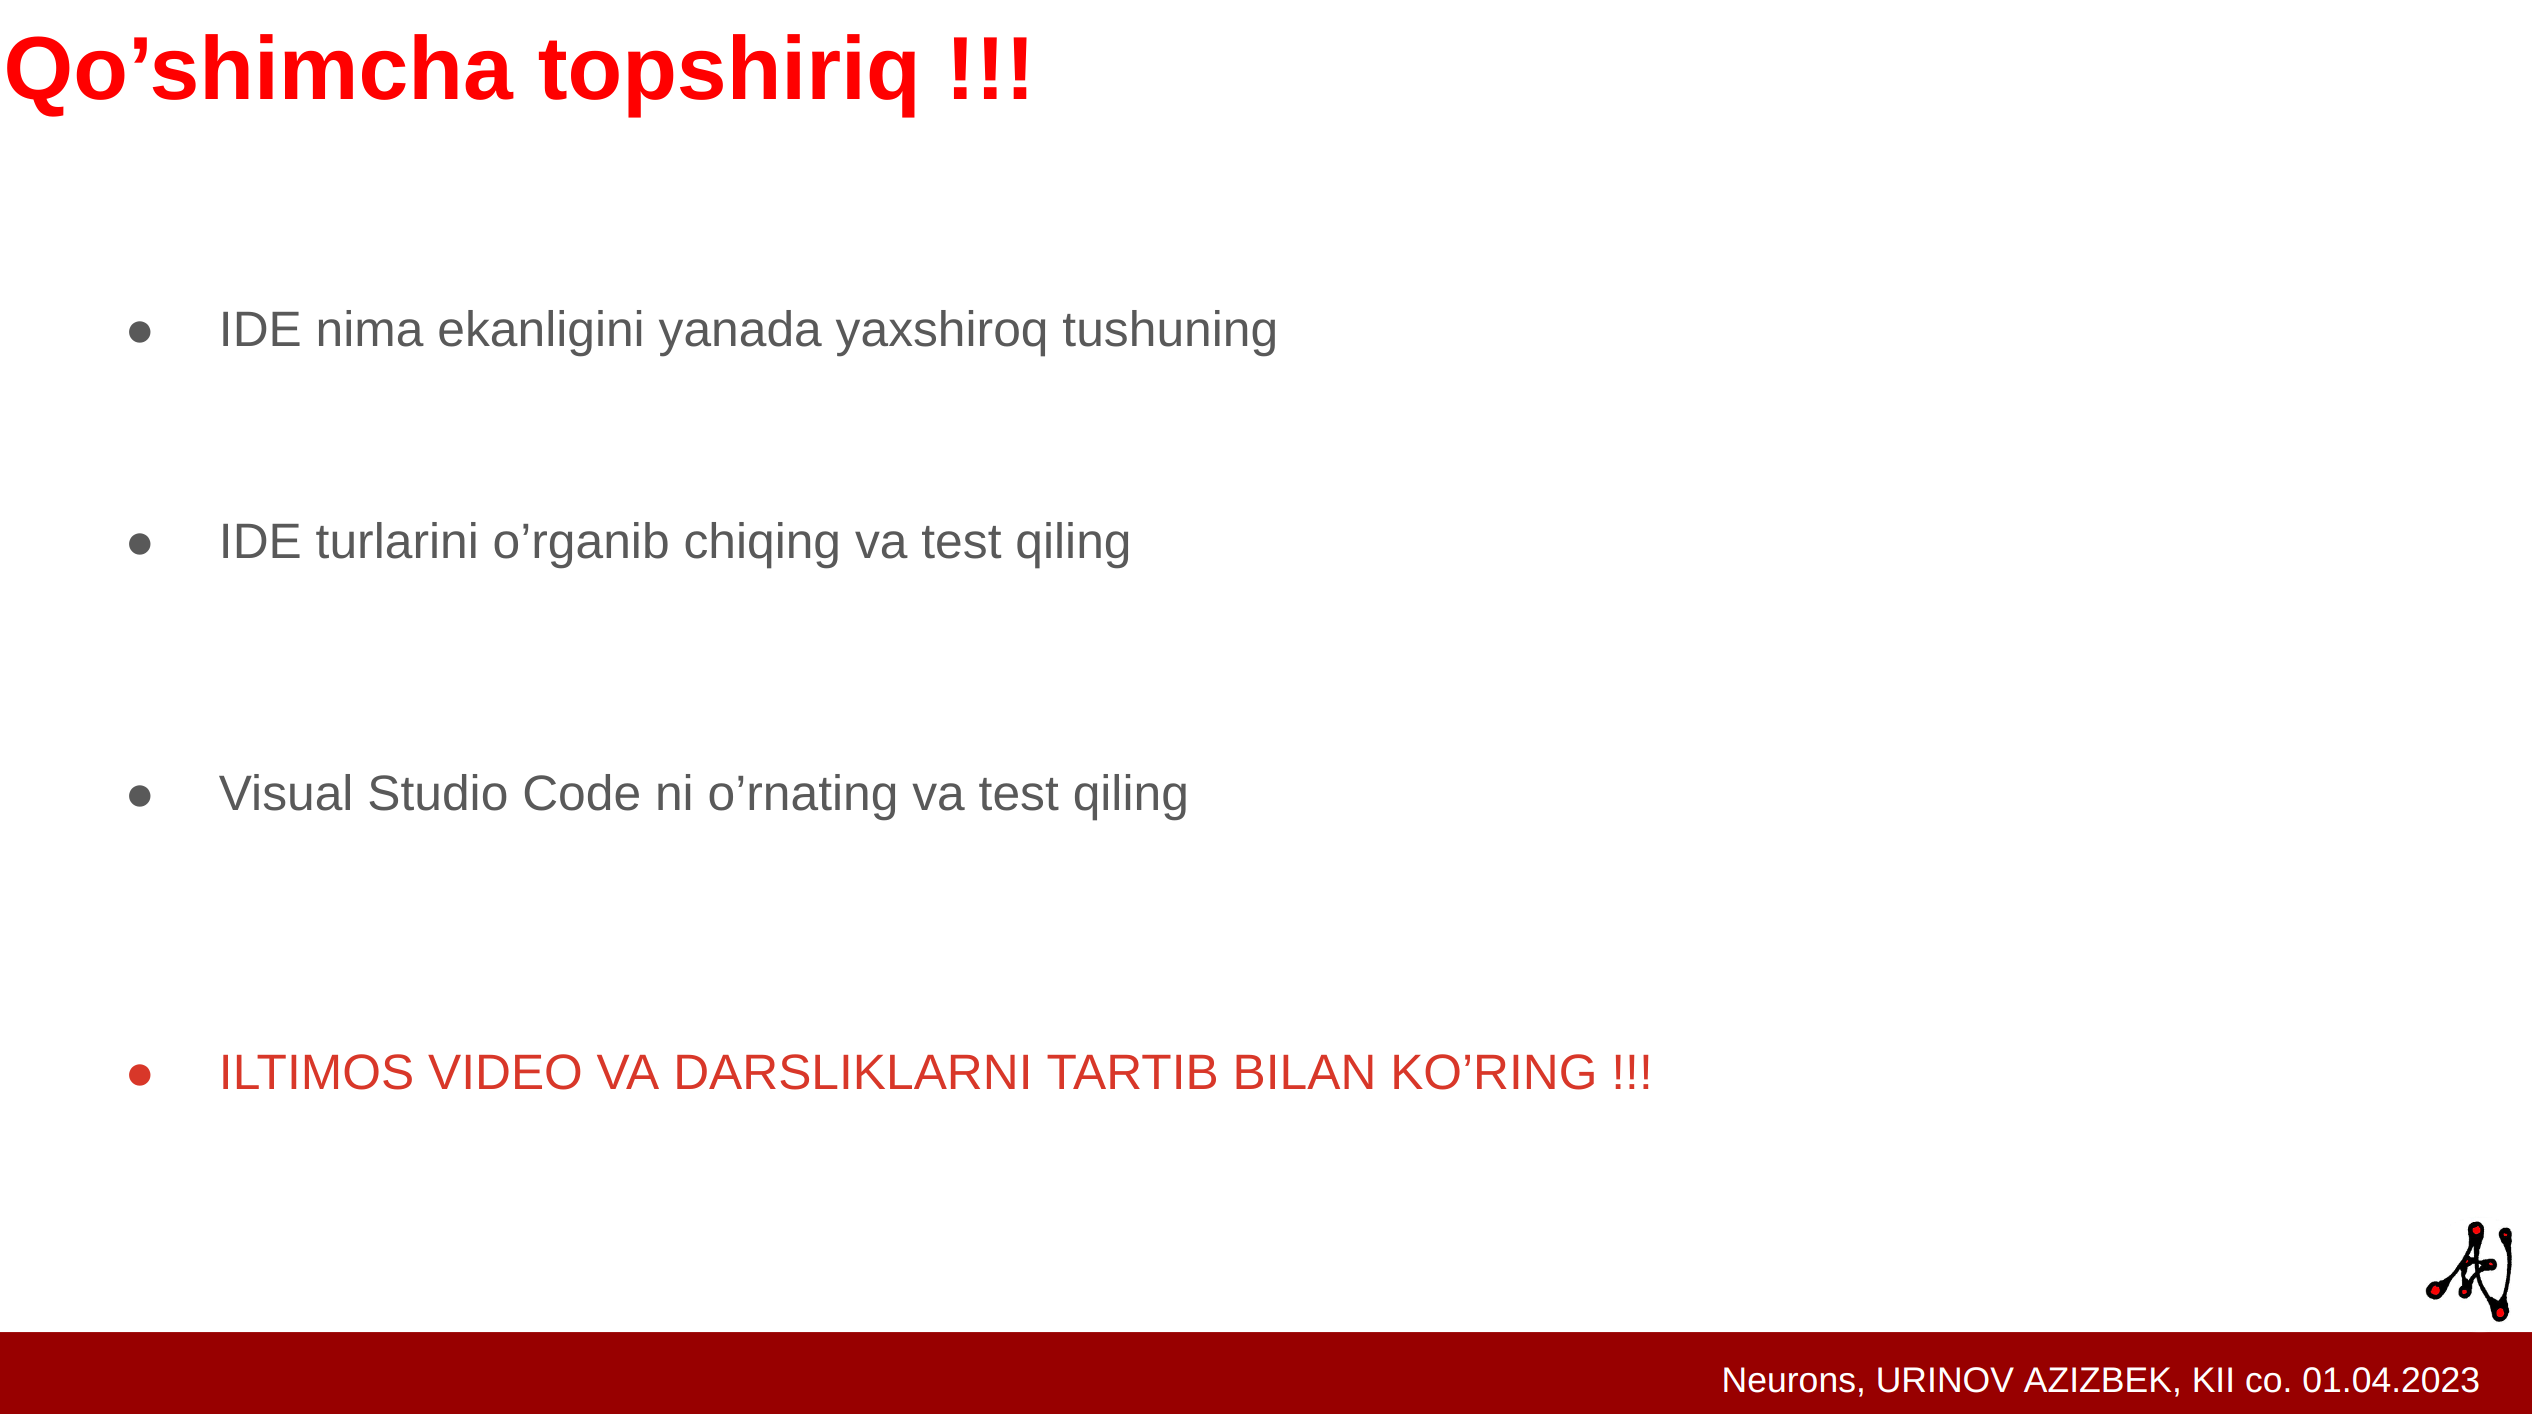 Qo’shimcha topshiriq !!!
● IDE nima ekanligini yanada yaxshiroq tushuning
● IDE turlarini o’rganib chiqing va test qiling
● Visual Studio Code ni o’rnating va test qiling
● ILTIMOS VIDEO VA DARSLIKLARNI TARTIB BILAN KO’RING !!!
Neurons, URINOV AZIZBEK, KII co. 01.04.2023